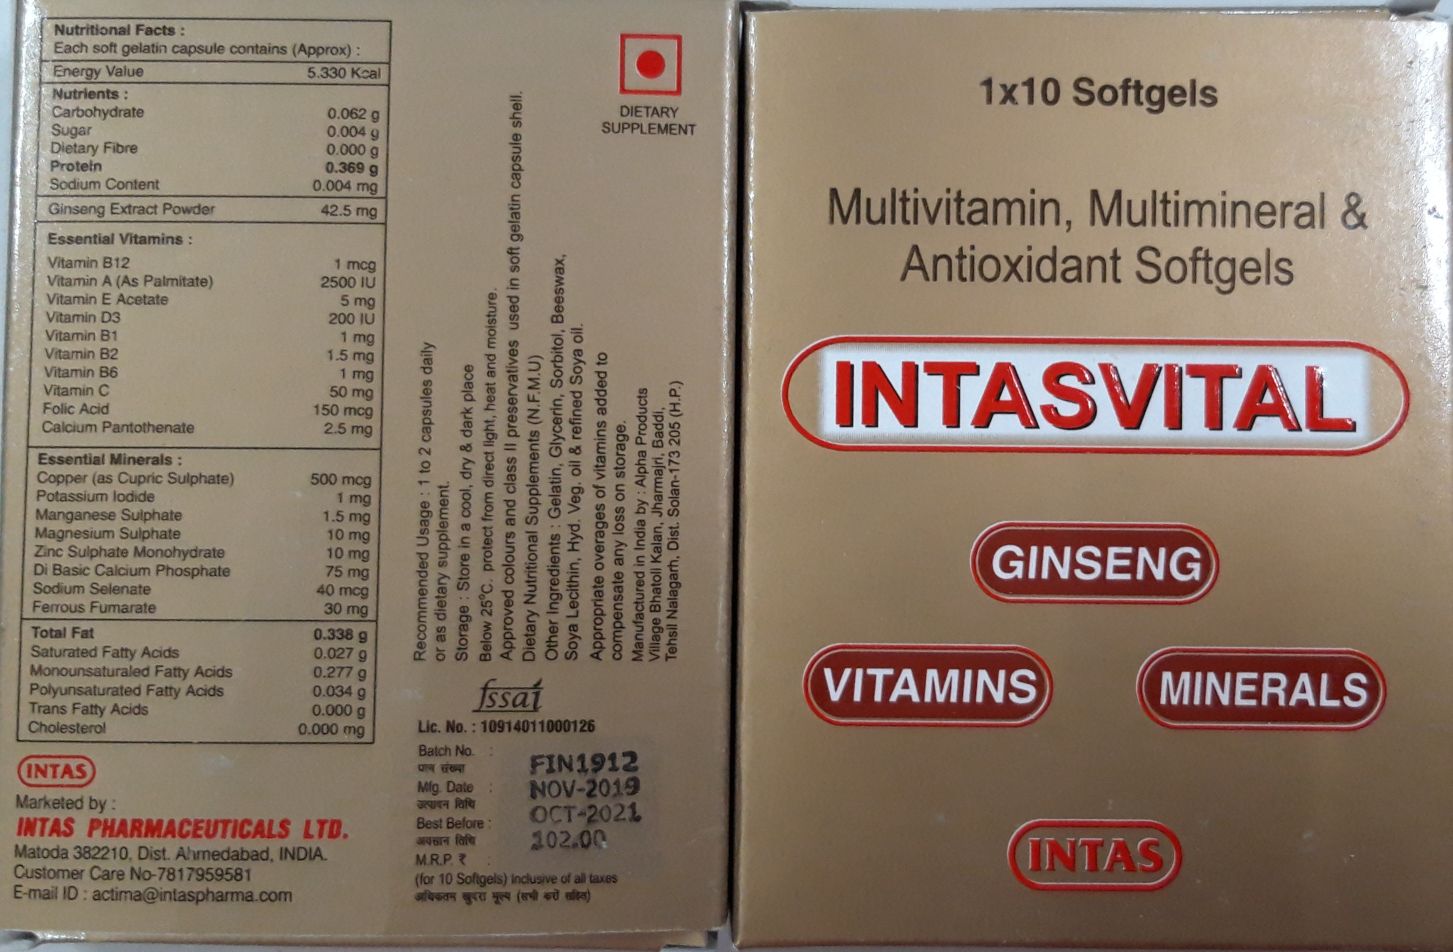 Nutritional Facts :
Each soft gelatin capsule contains (Approx) :
Energy Value 5.330 Kcal
Nutrients :
Carbohydrate 0.062 g
Sugar 0.004 g
Dietary Fibre 0.000 g
Protein 0.369 g
Sodium Content 0.004 mg
Ginseng Extract Powder 42.5 mg
Essential Vitamins :
Vitamin B12 1 mcg
Vitamin A (As Palmitate) 2500 IU
Vitamin E Acetate 5 mg
Vitamin D3 200 IU
Vitamin B1 1 mg
Vitamin B2 1.5 mg
Vitamin B6 1 mg
Vitamin C 50 mg
Folic Acid 150 mcg
Calcium Pantothenate 2.5 mg
Essential Minerals :
Copper (as Cupric Sulphate) 500 mcg
Potassium Iodide 1 mg
Manganese Sulphate 1.5 mg
Magnesium Sulphate 10 mg
Zinc Sulphate Monohydrate 10 mg
Di Basic Calcium Phosphate 75 mg
Sodium Selenate 40 mcg
Ferrous Fumarate 30 mg
Total Fat 0.338 g
Saturated Fatty Acids 0.027 g
Monounsaturaled Fatty Acids 0.277 g
Polyunsaturated Fatty Acids 0.034 g
Trans Fatty Acids 0.000 g
Cholesterol 0.000 mg
INTAS
Marketed by :
INTAS PHARMACEUTICALS LTD.
Matoda 382210, Dist. Ahmedabad, INDIA.
Customer Care No-7817959581
E-mail ID : actima@intaspharma.com
DIETARY
SUPPLEMENT
Recommended Usage : 1 to 2 capsules daily
or as dietary supplement.
Storage : Store in a cool, dry & dark place
Below 25°C. protect from direct light, heat and moisture.
Approved colours and class II preservatives used in soft gelatin capsule shell.
Dietary Nutritional Supplements (N.F.M.U)
Other Ingredients : Gelatin, Glycerin, Sorbitol, Beeswax,
Soya Lecithin, Hyd. Veg. oil & refined Soya oil.
Appropriate overages of vitamins added to
compensate any loss on storage.
Manufactured in India by : Alpha Products
Village Bhatoli Kalan, Jharmajri, Baddi,
Tehsil Nalagarh, Dist. Solan-173 205 (H.P.)
fssai
Lic. No. : 10914011000126
Batch No. : FIN1912
Mfg. Date : NOV-2019
Best Before : OCT-2021
102.00
M.R.P. ₹ :
(for 10 Softgels) Inclusive of all taxes
अधिकतम खुदरा मूल्य (सभी करों सहित)
1x10 Softgels
Multivitamin, Multimineral &
Antioxidant Softgels
INTASVITAL
GINSENG
VITAMINS
MINERALS
INTAS